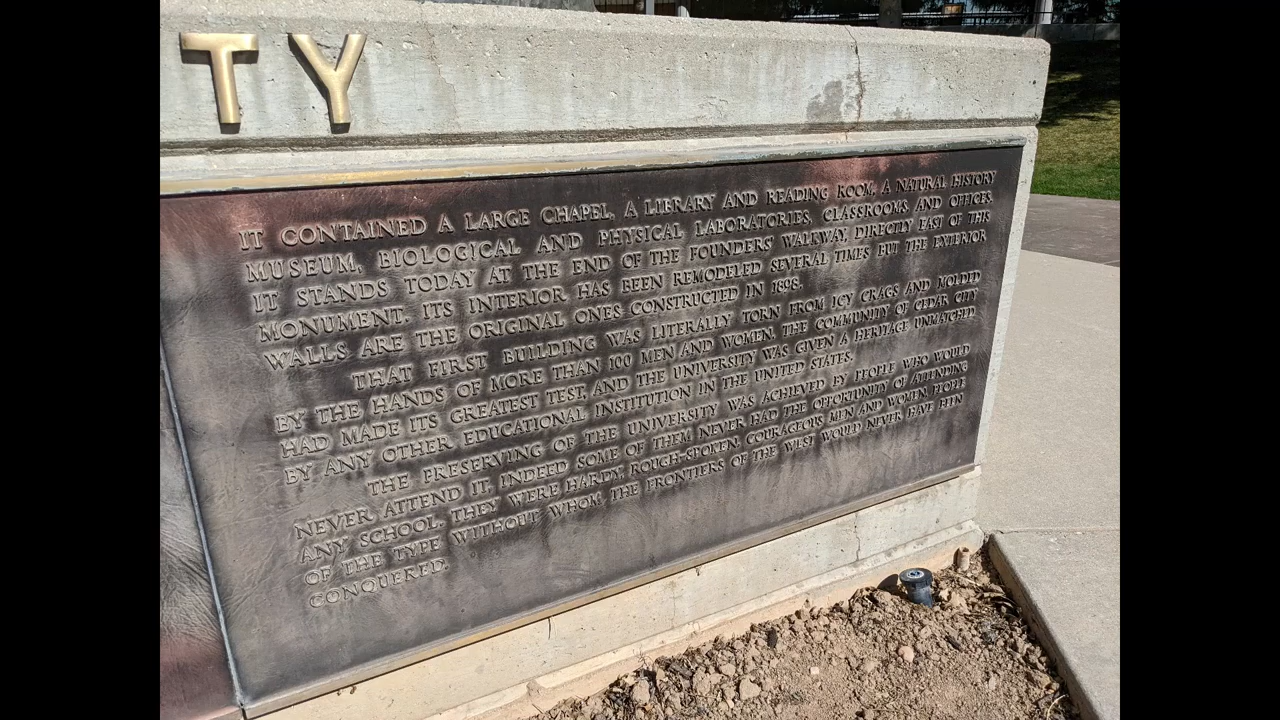 TY
IT CONTAINED A LARGE CHAPEL, A LIBRARY AND READING ROOM, A NATURAL HISTORY
MUSEUM, BIOLOGICAL AND PHYSICAL LABORATORIES, CLASSROOMS AND OFFICES.
IT STANDS TODAY AT THE END OF THE FOUNDERS' WALKWAY, DIRECTLY EAST OF THIS
MONUMENT. ITS INTERIOR HAS BEEN REMODELED SEVERAL TIMES BUT THE EXTERIOR
WALLS ARE THE ORIGINAL ONES CONSTRUCTED IN 1898.
THAT FIRST BUILDING WAS LITERALLY TORN FROM ICY CRAGS AND MOLDED
BY THE HANDS OF MORE THAN 100 MEN AND WOMEN. THE COMMUNITY OF CEDAR CITY
HAD MADE ITS GREATEST TEST, AND THE UNIVERSITY WAS GIVEN A HERITAGE UNMATCHED
BY ANY OTHER EDUCATIONAL INSTITUTION IN THE UNITED STATES.
THE PRESERVING OF THE UNIVERSITY WAS ACHIEVED BY PEOPLE WHO WOULD
NEVER ATTEND IT, INDEED SOME OF THEM NEVER HAD THE OPPORTUNITY OF ATTENDING
ANY SCHOOL. THEY WERE HARDY, ROUGH-SPOKEN, COURAGEOUS MEN AND WOMEN, PEOPLE
OF THE TYPE WITHOUT WHOM THE FRONTIERS OF THE WEST WOULD NEVER HAVE BEEN
CONQUERED.